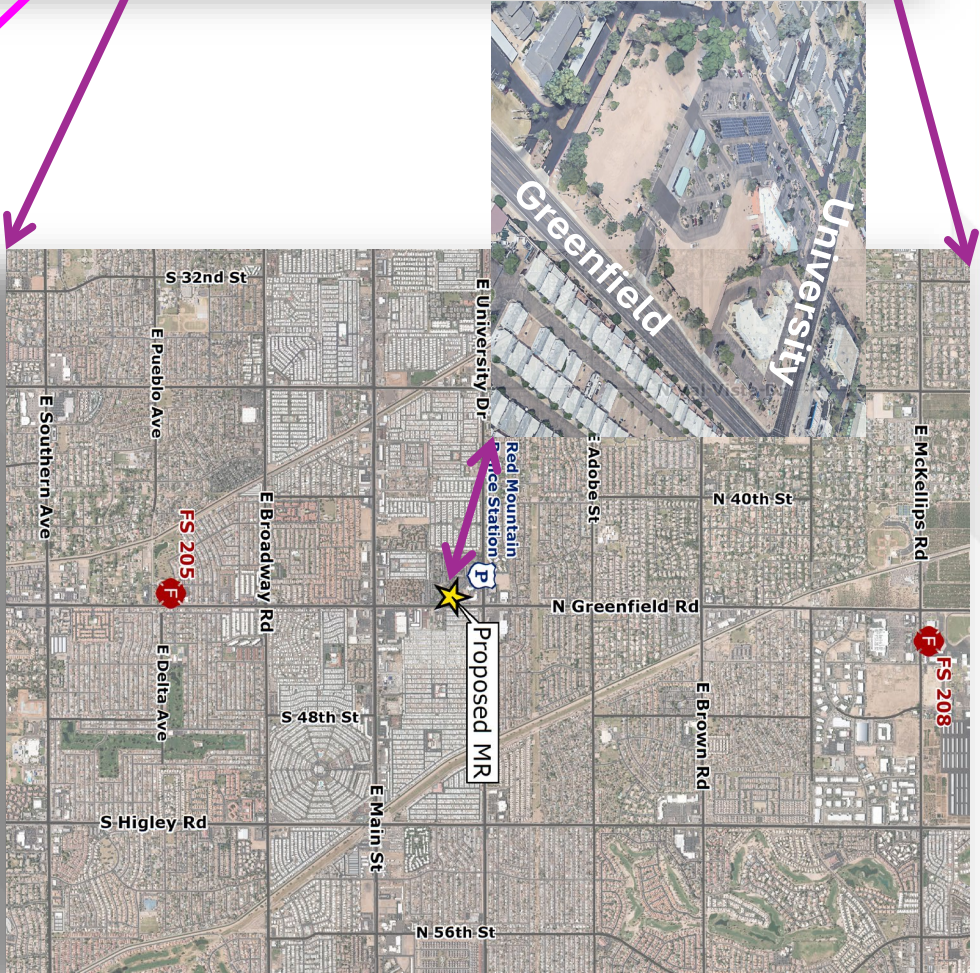 Greenfield
University
S 32nd St
E University Dr
E Pueblo Ave
E Southern Ave
E Broadway Rd
Red Mountain
Station
E Adobe St
N 40th St
E McKellips Rd
FS 205
F
P
N Greenfield Rd
Proposed MR
F
FS 208
E Delta Ave
S 48th St
E Brown Rd
E Main St
S Higley Rd
N 56th St